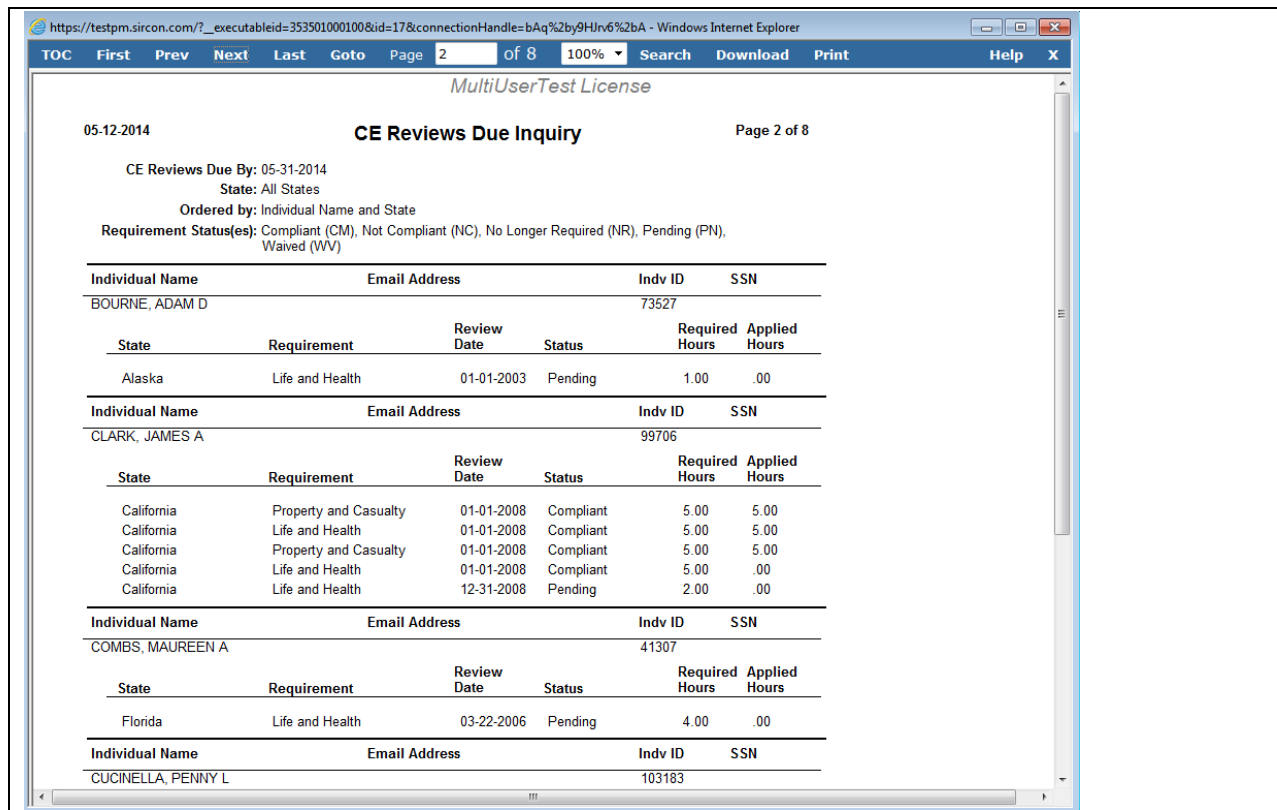 https://testpm.sircon.com/?__executableid=353501000100&id=17&connectionHandle=bAq%2by9HJrv6%2bA - Windows Internet Explorer
TOC First Prev Next Last Goto Page 2 of 8 100% Search Download Print Help X
MultiUserTest License
05-12-2014 CE Reviews Due Inquiry Page 2 of 8
CE Reviews Due By: 05-31-2014
State: All States
Ordered by: Individual Name and State
Requirement Status(es): Compliant (CM), Not Compliant (NC), No Longer Required (NR), Pending (PN),
Waived (WV)
Individual Name Email Address Indv ID SSN
BOURNE, ADAM D 73527
Review Required Applied
State Requirement Date Status Hours Hours
Alaska Life and Health 01-01-2003 Pending 1.00 .00
Individual Name Email Address Indv ID SSN
CLARK, JAMES A 99706
Review Required Applied
State Requirement Date Status Hours Hours
California Property and Casualty 01-01-2008 Compliant 5.00 5.00
California Life and Health 01-01-2008 Compliant 5.00 5.00
California Property and Casualty 01-01-2008 Compliant 5.00 5.00
California Life and Health 01-01-2008 Compliant 5.00 .00
California Life and Health 12-31-2008 Pending 2.00 .00
Individual Name Email Address Indv ID SSN
COMBS, MAUREEN A 41307
Review Required Applied
State Requirement Date Status Hours Hours
Florida Life and Health 03-22-2006 Pending 4.00 .00
Individual Name Email Address Indv ID SSN
CUCINELLA, PENNY L 103183